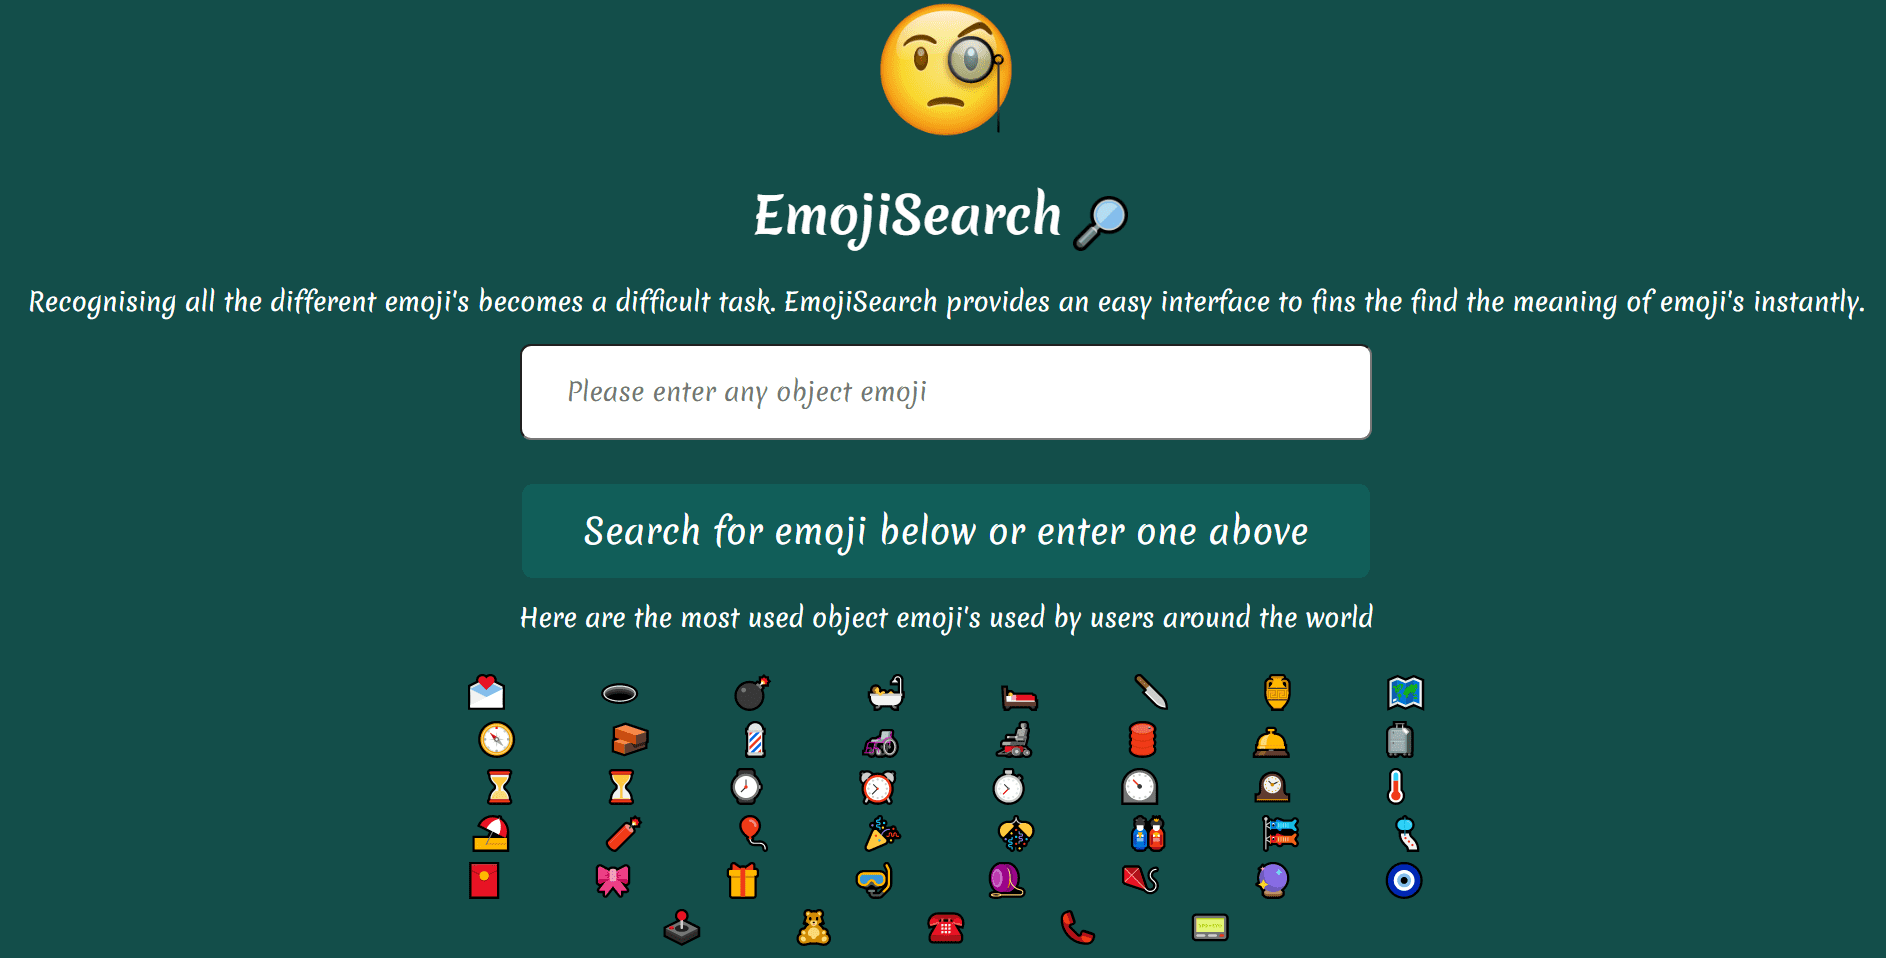 EmojiSearch
Recognising all the different emoji's becomes a difficult task. EmojiSearch provides an easy interface to fins the find the meaning of emoji's instantly.
Please enter any object emoji
Search for emoji below or enter one above
Here are the most used object emoji's used by users around the world